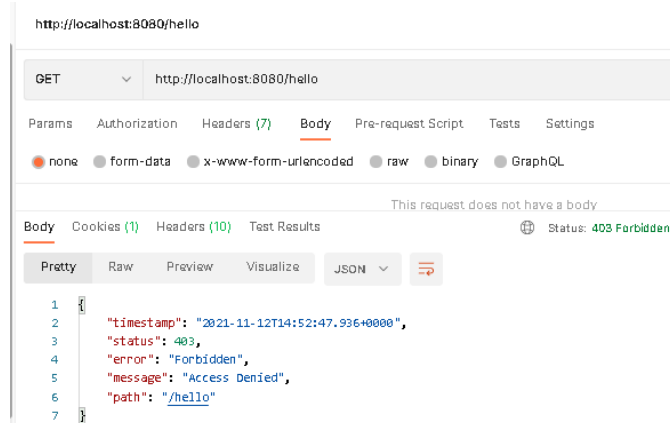 http://localhost:8080/hello
GET http://localhost:8080/hello
Params Authorization Headers (7) Body Pre-request Script Tests Settings
none form-data x-www-form-urlencoded raw binary GraphQL
This request does not have a body
Body Cookies (1) Headers (10) Test Results Status: 403 Forbidden
Pretty Raw Preview Visualize JSON
1 {
2 "timestamp": "2021-11-12T14:52:47.936+0000",
3 "status": 403,
4 "error": "Forbidden",
5 "message": "Access Denied",
6 "path": "/hello"
7 }